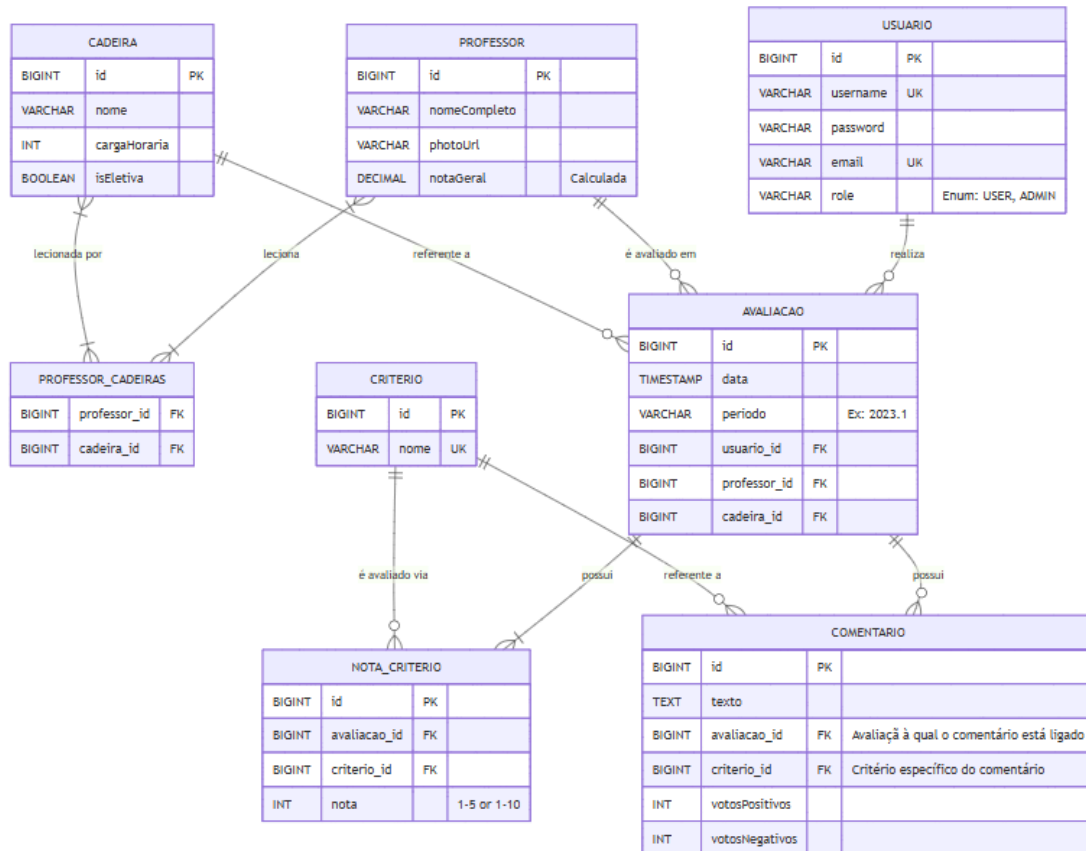 CADEIRA
BIGINT id PK
VARCHAR nome
INT cargaHoraria
BOOLEAN isEletiva
PROFESSOR
BIGINT id PK
VARCHAR nomeCompleto
VARCHAR photoUrl
DECIMAL notaGeral Calculada
USUARIO
BIGINT id PK
VARCHAR username UK
VARCHAR password
VARCHAR email UK
VARCHAR role Enum: USER, ADMIN
lecionada por
leciona
referente a
é avaliado em
realiza
AVALIACAO
BIGINT id PK
TIMESTAMP data
VARCHAR periodo Ex: 2023.1
BIGINT usuario_id FK
BIGINT professor_id FK
BIGINT cadeira_id FK
PROFESSOR_CADEIRAS
BIGINT professor_id FK
BIGINT cadeira_id FK
CRITERIO
BIGINT id PK
VARCHAR nome UK
é avaliado via
possui
referente a
possui
NOTA_CRITERIO
BIGINT id PK
BIGINT avaliacao_id FK
BIGINT criterio_id FK
INT nota 1-5 or 1-10
COMENTARIO
BIGINT id PK
TEXT texto
BIGINT avaliacao_id FK Avaliaçã à qual o comentário está ligado
BIGINT criterio_id FK Critério específico do comentário
INT votosPositivos
INT votosNegativos